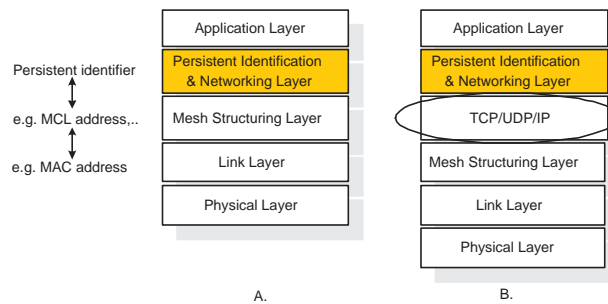 Application Layer
Persistent Identification
& Networking Layer
Mesh Structuring Layer
Link Layer
Physical Layer
Persistent identifier
e.g. MCL address,..
e.g. MAC address
A.
Application Layer
Persistent Identification
& Networking Layer
TCP/UDP/IP
Mesh Structuring Layer
Link Layer
Physical Layer
B.